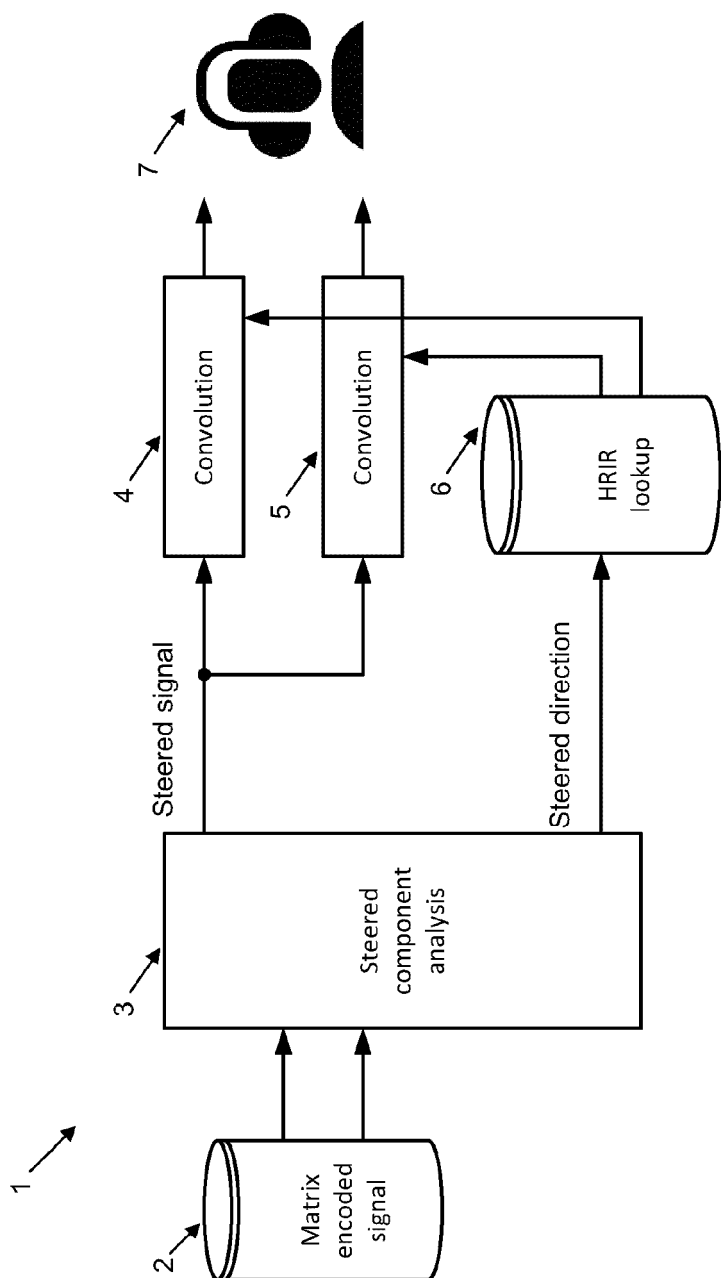 1
2
Matrix
encoded
signal
3
Steered
component
analysis
Steered signal
Steered direction
4
Convolution
5
Convolution
6
HRIR
lookup
7